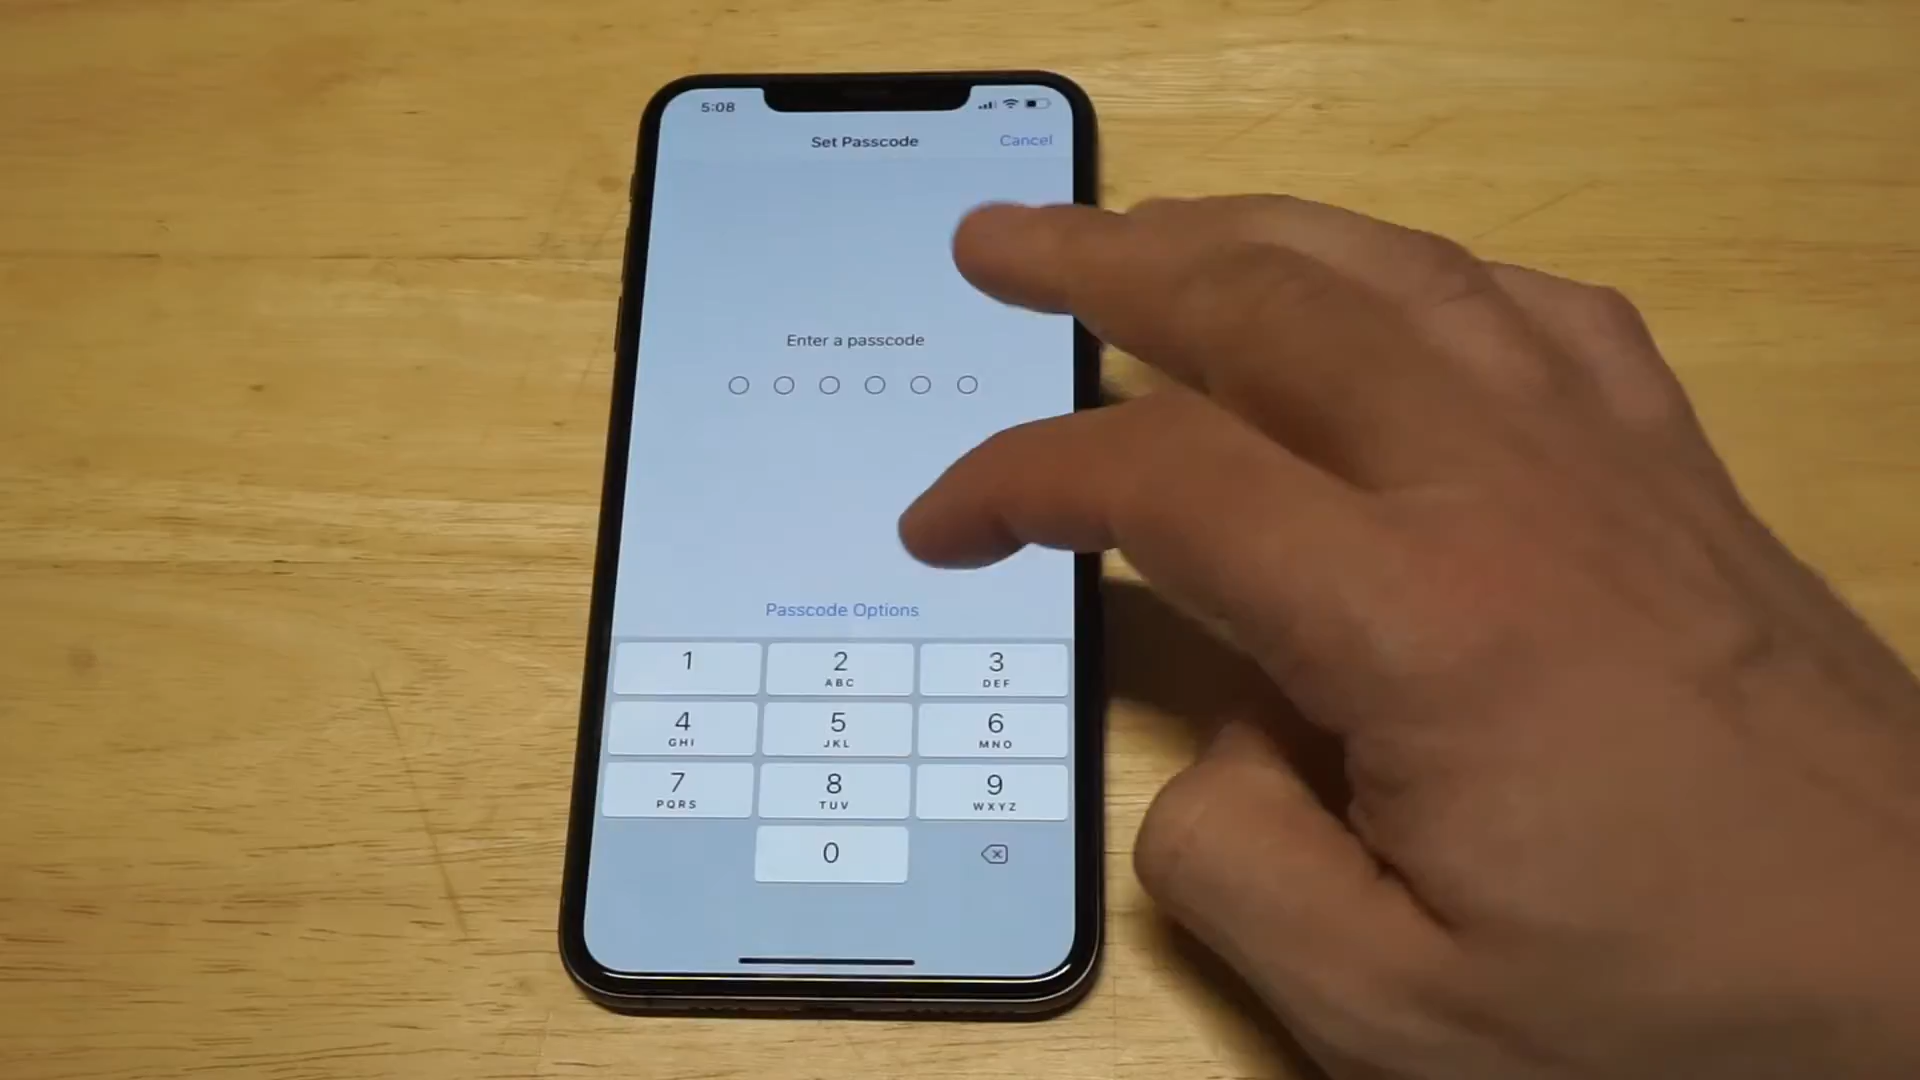 5:08
Set Passcode
Cancel
Enter a passcode
Passcode Options
1
2
ABC
3
DEF
4
GHI
5
JKL
6
MNO
7
PQRS
8
TUV
9
WXYZ
0